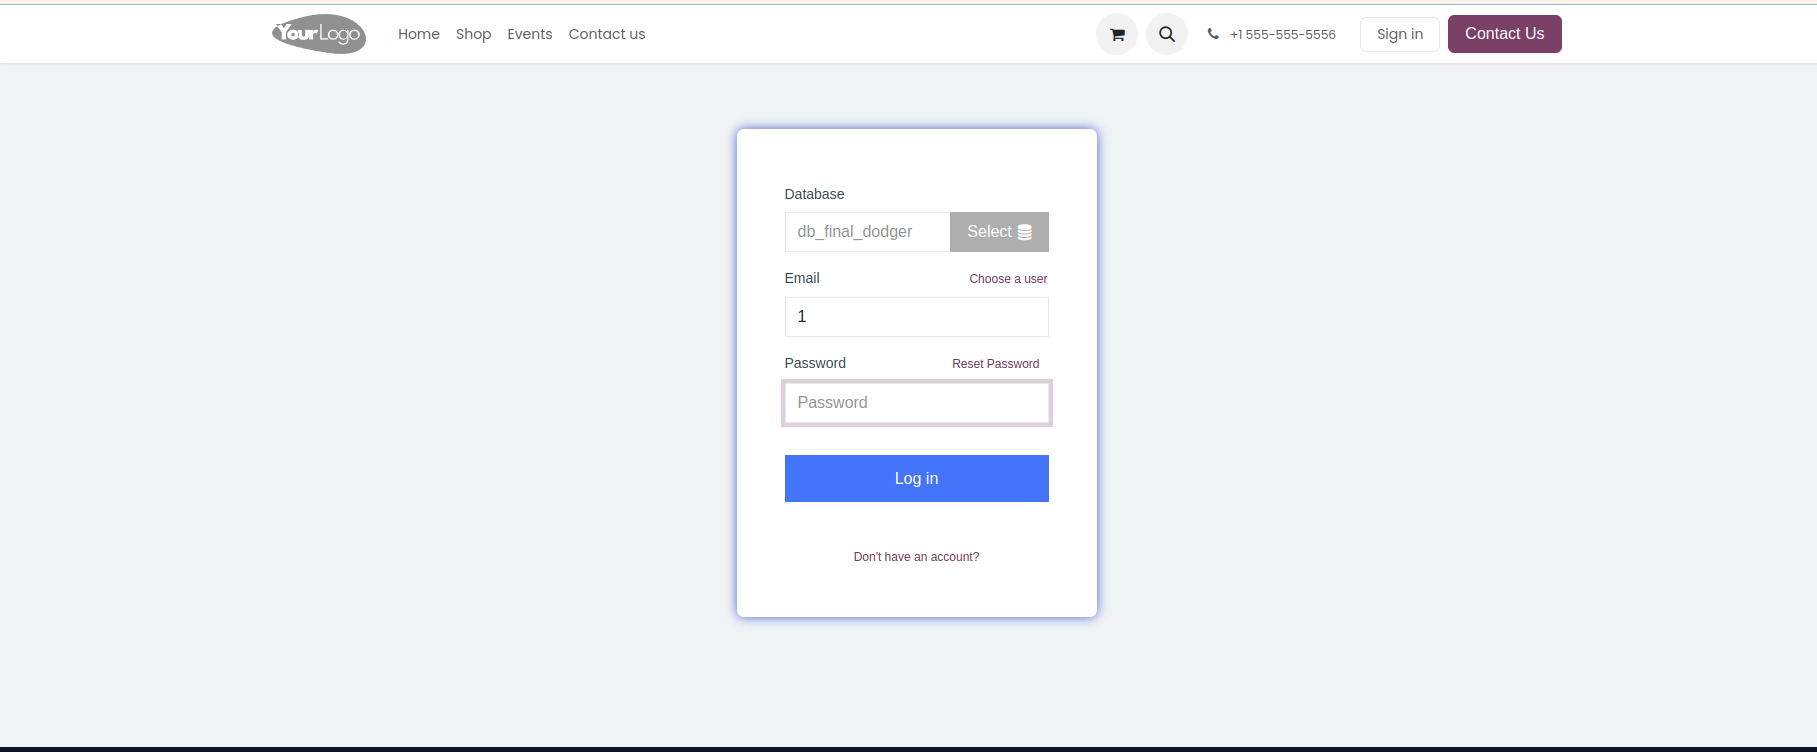 YourLogo Home Shop Events Contact us +1 555-555-5556 Sign in Contact Us
Database
db_final_dodger Select
Email Choose a user
1
Password Reset Password
Password
Log in
Don't have an account?